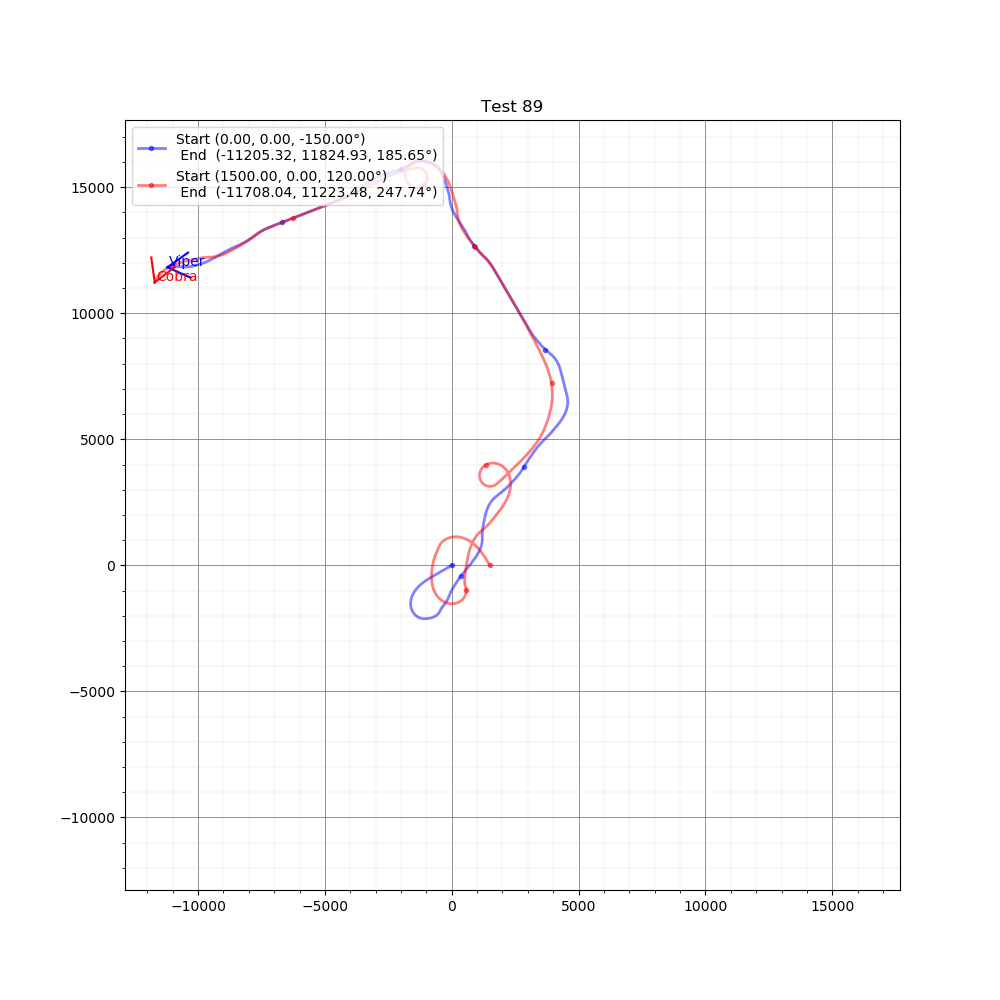 Test 89
Start (0.00, 0.00, -150.00°)
End (-11205.32, 11824.93, 185.65°)
Start (1500.00, 0.00, 120.00°)
End (-11708.04, 11223.48, 247.74°)
15000
10000
5000
0
−5000
−10000
Viper
Cobra
−10000 −5000 0 5000 10000 15000